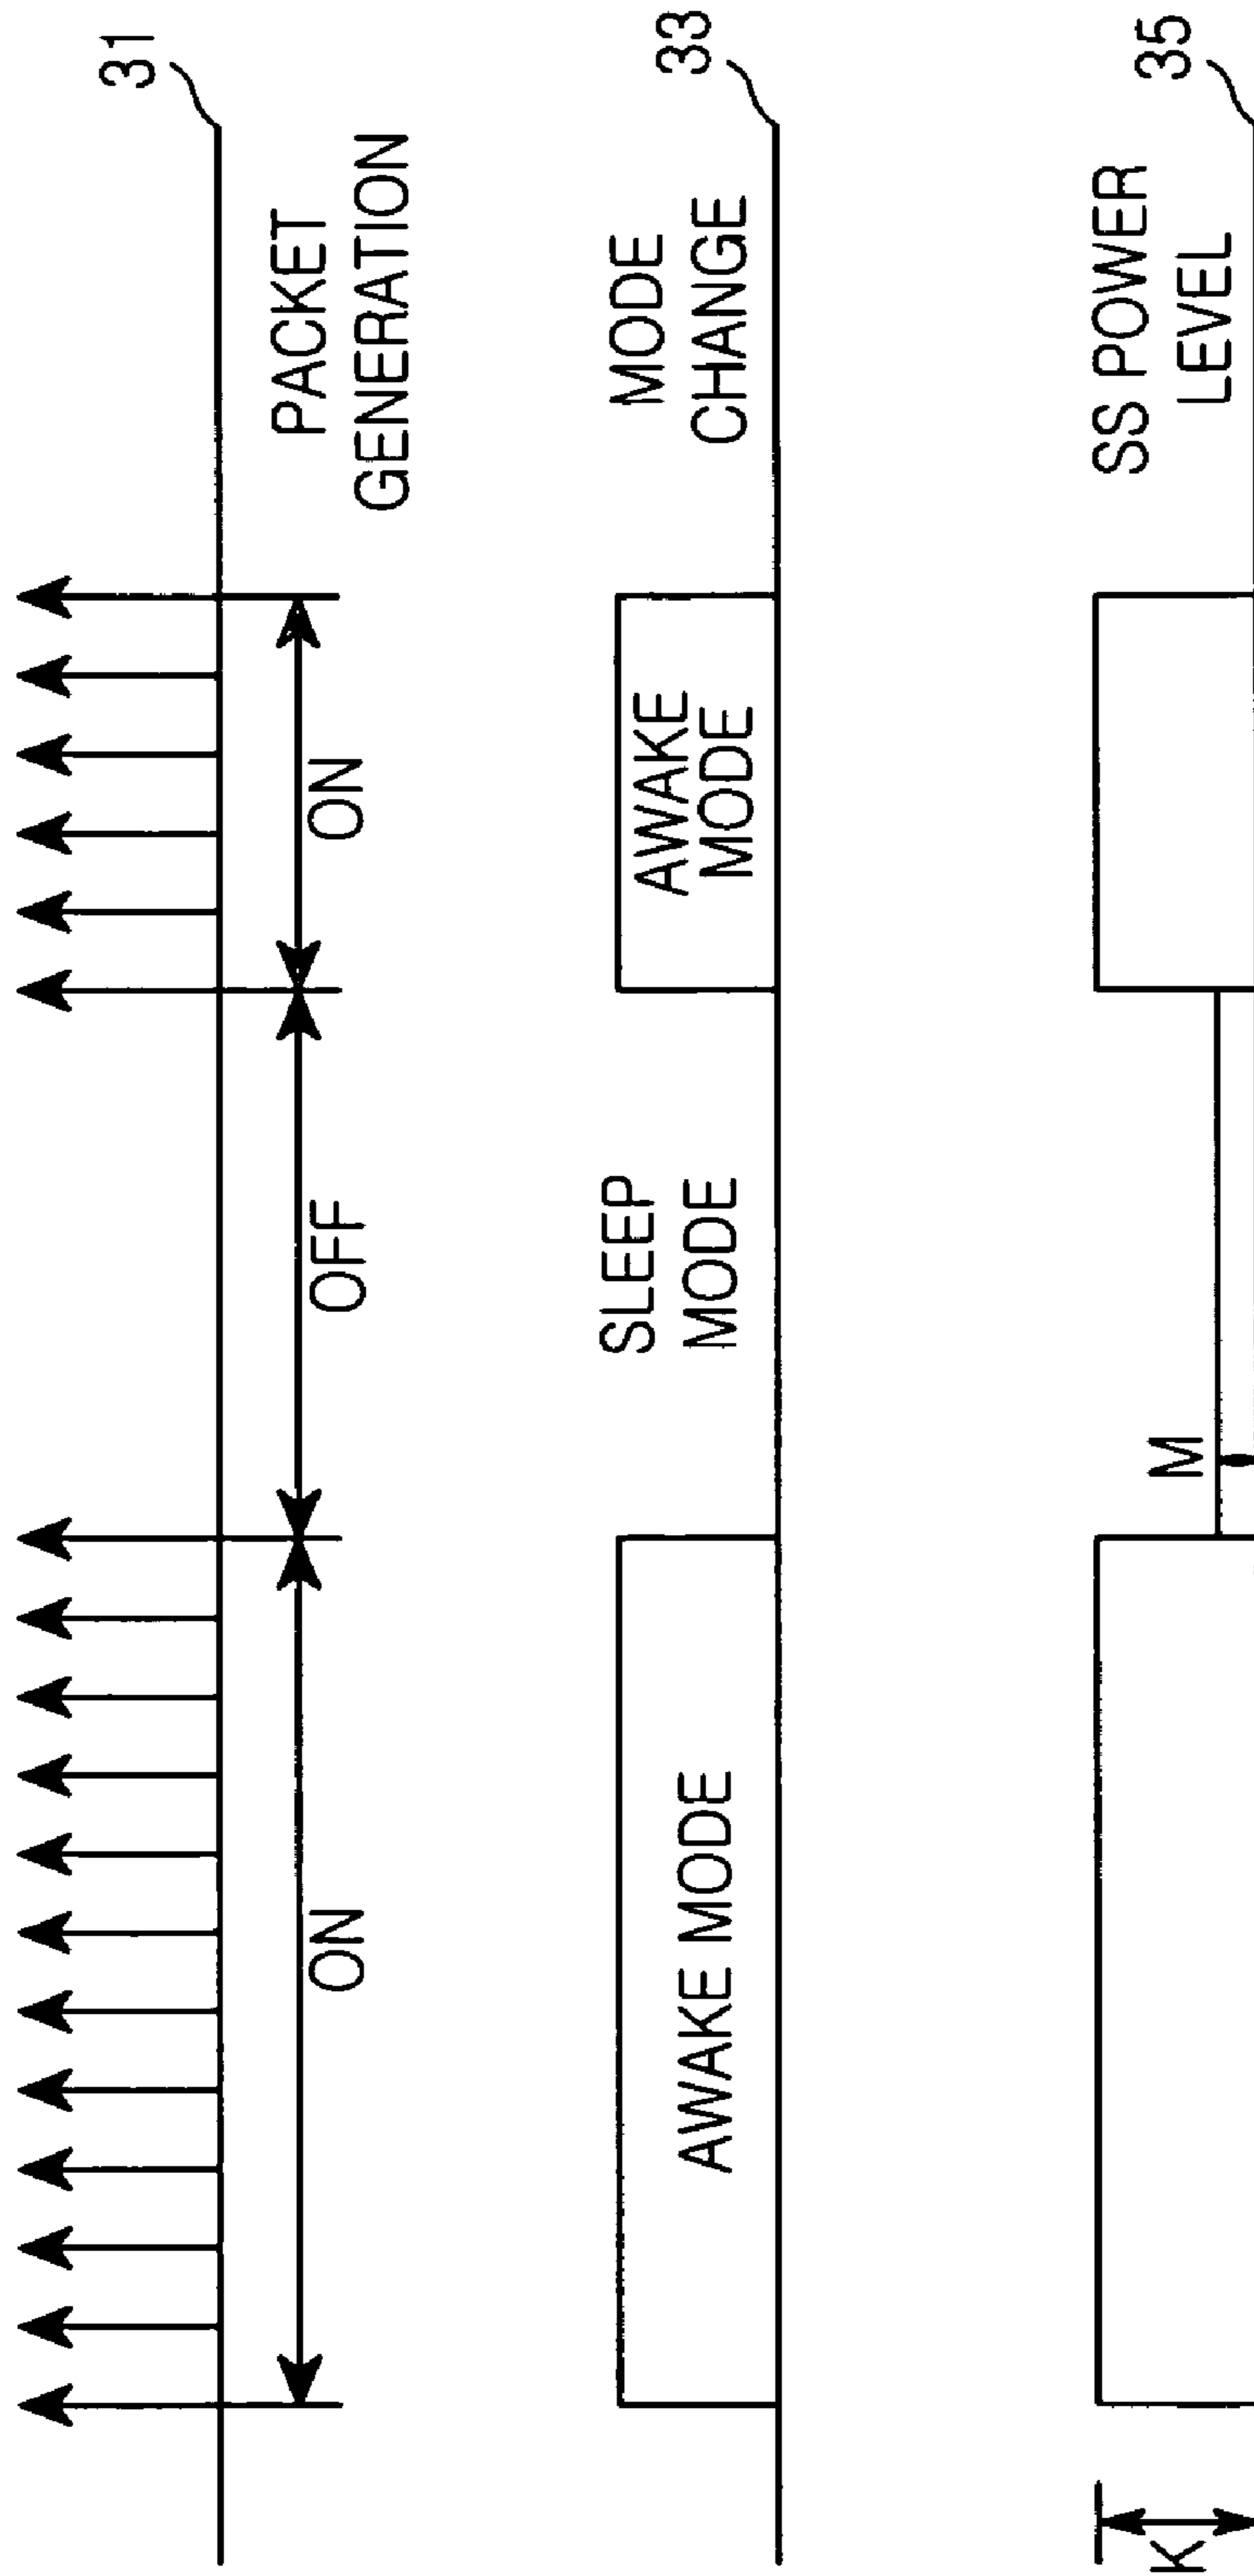 31
PACKET
GENERATION
ON
OFF
ON
33
MODE
CHANGE
AWAKE MODE
SLEEP
MODE
AWAKE
MODE
35
SS POWER
LEVEL
K
M